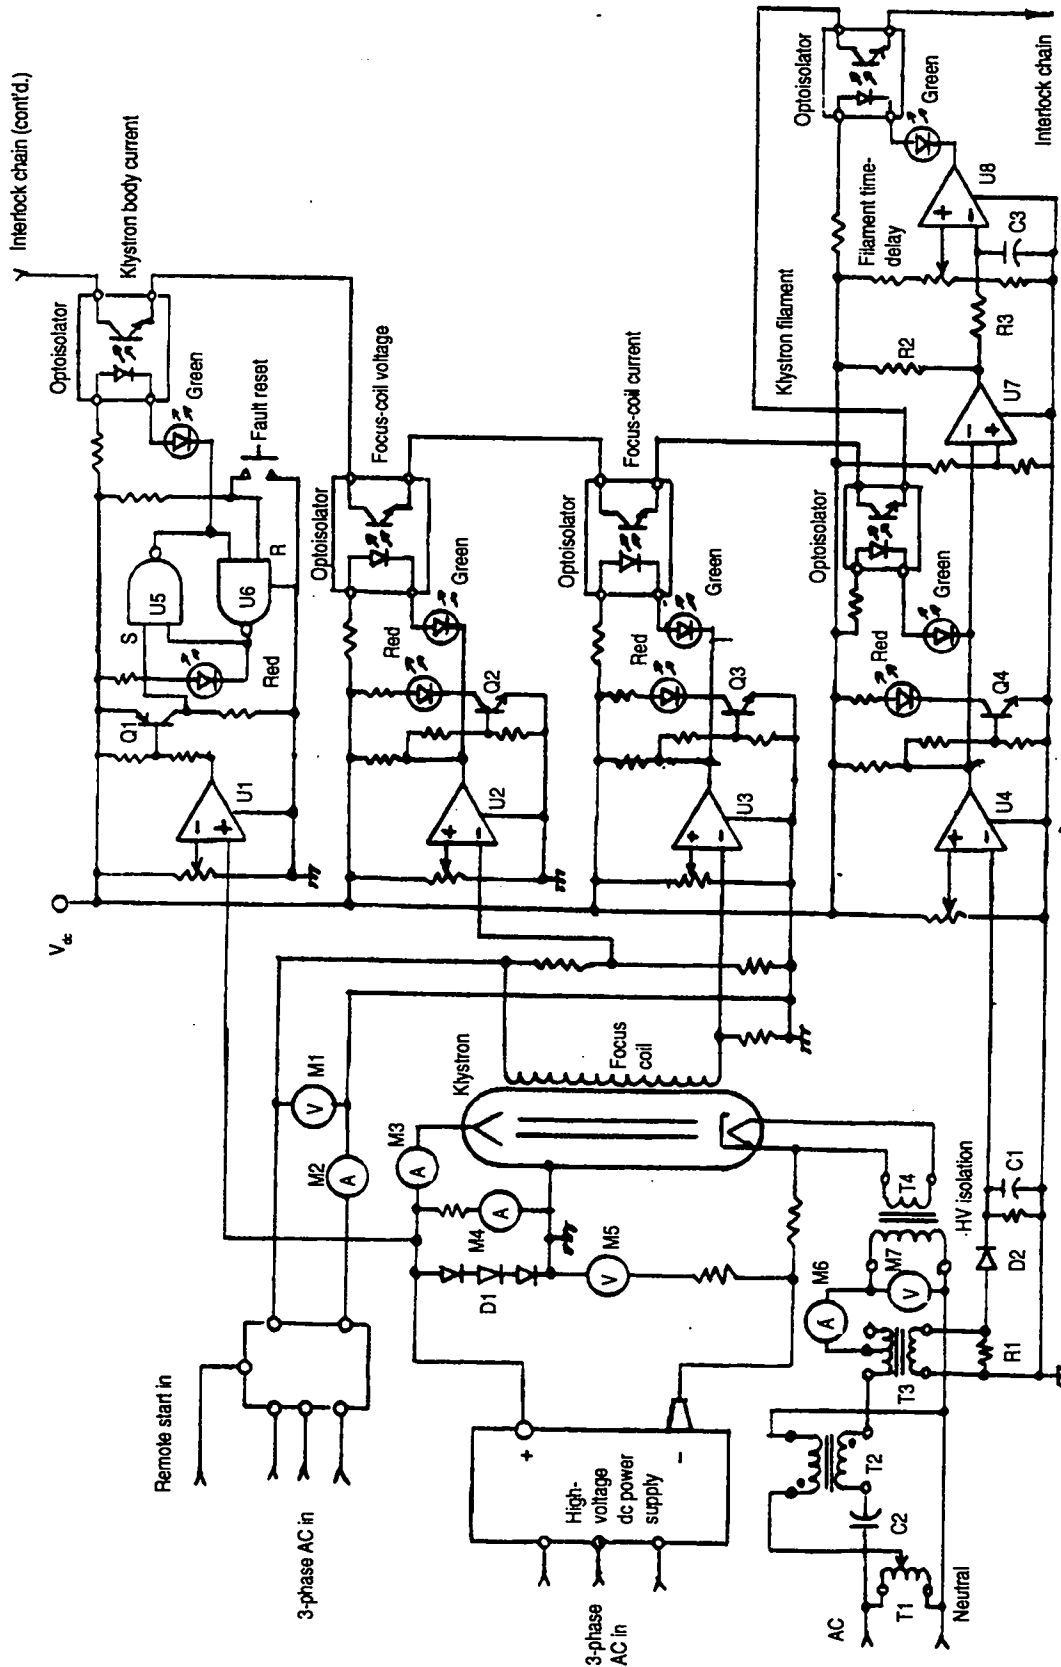 Interlock chain (cont'd.)
Klystron body current
Optoisolator
Green
Fault reset
R
U5
U6
S
Red
Q1
U1
-
+
V dc
Focus-coil voltage
Optoisolator
Green
Red
Q2
U2
+
-
Focus-coil current
Optoisolator
Green
Red
Q3
U3
+
-
Klystron filament
Optoisolator
Green
Red
Q4
U4
+
-
Optoisolator
Green
Interlock chain
Filament time-
delay
U8
+
-
C3
R3
R2
U7
-
+
Remote start in
3-phase AC in
M1
V
M2
A
M3
A
M4
A
M5
V
D1
Klystron
Focus
coil
High-
voltage
dc power
supply
+
-
3-phase
AC in
AC
Neutral
T1
C2
T2
T3
M6
A
M7
V
T4
HV isolation
R1
D2
C1